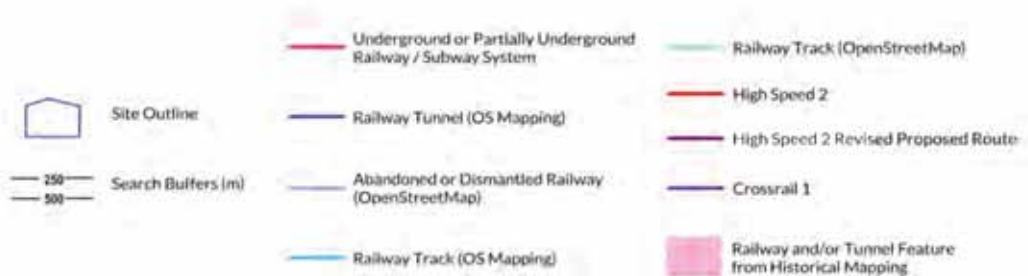 Site Outline
250
500
Search Buffers (m)
Underground or Partially Underground
Railway / Subway System
Railway Tunnel (OS Mapping)
Abandoned or Dismantled Railway
(OpenStreetMap)
Railway Track (OS Mapping)
Railway Track (OpenStreetMap)
High Speed 2
High Speed 2 Revised Proposed Route
Crossrail 1
Railway and/or Tunnel Feature
from Historical Mapping